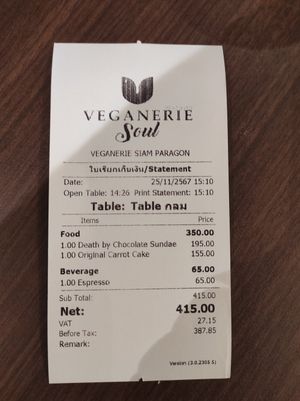 VEGANERIE
Soul
VEGANERIE SIAM PARAGON
ใบเรียกเก็บเงิน/Statement
Date: 25/11/2567 15:10
Open Table: 14:26 Print Statement: 15:10
Table: Table กลม
Items Price
Food 350.00
1.00 Death by Chocolate Sundae 195.00
1.00 Original Carrot Cake 155.00
Beverage 65.00
1.00 Espresso 65.00
Sub Total: 415.00
Net: 415.00
VAT 27.15
Before Tax: 387.85
Remark:
Version (3.0.2305 S)